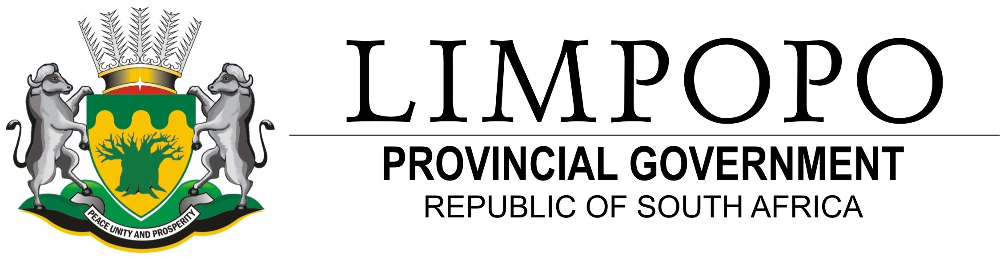 LIMPOPO
PROVINCIAL GOVERNMENT
REPUBLIC OF SOUTH AFRICA
PEACE UNITY AND PROSPERITY